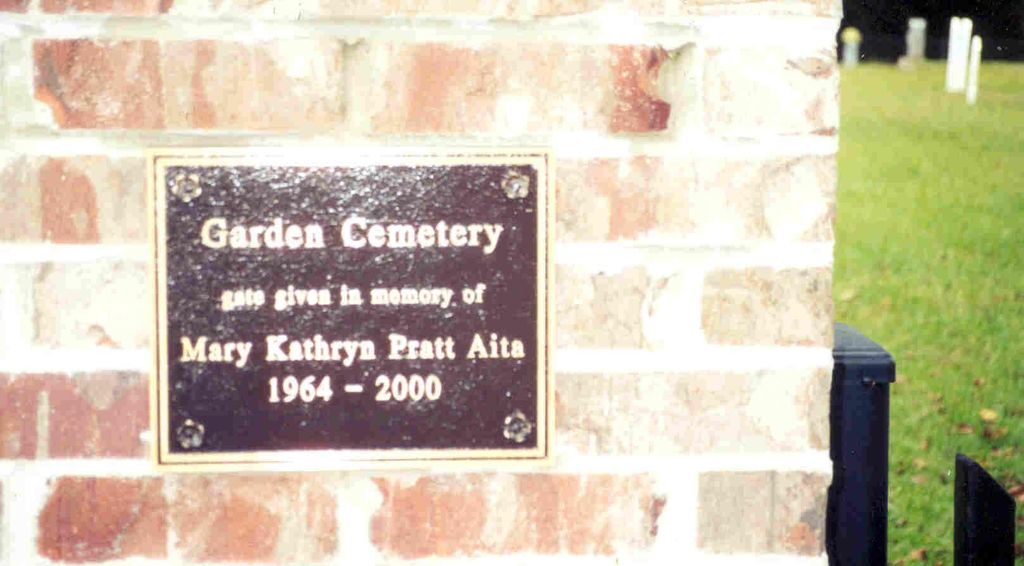 Garden Cemetery
gate given in memory of
Mary Kathryn Pratt Aita
1964 - 2000